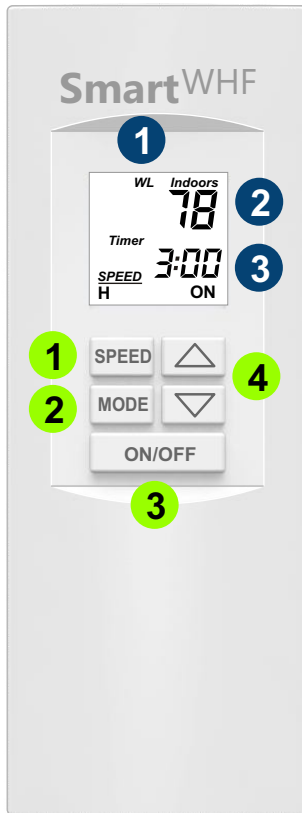 SmartWHF
1
WL Indoors
78 2
Timer
3:00 3
SPEED
H ON
1 SPEED
4
2 MODE
ON/OFF
3